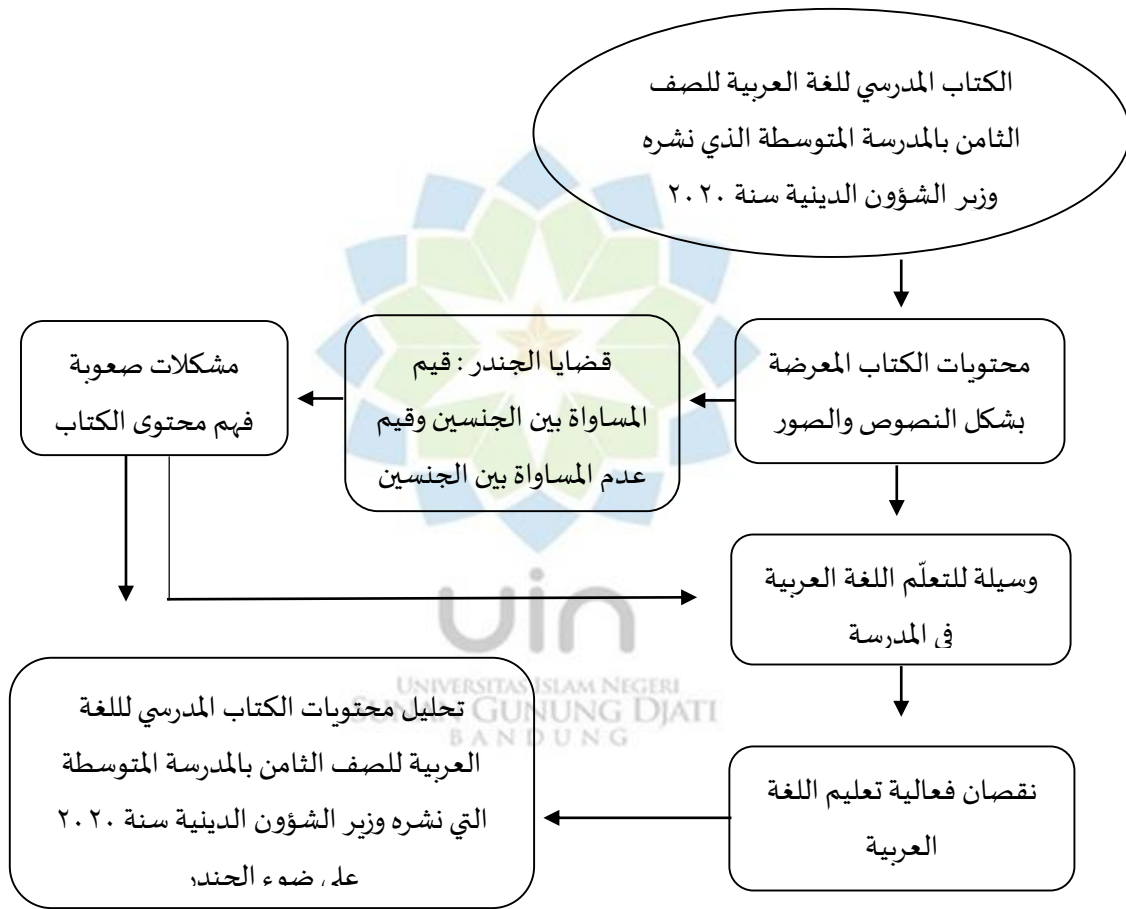 الكتاب المدرسي للغة العربية للصف
الثامن بالمدرسة المتوسطة الذي نشره
وزير الشؤون الدينية سنة ٢٠٢٠
محتويات الكتاب المعرضة
بشكل النصوص والصور
قضايا الجندر : قيم
المساواة بين الجنسين وقيم
عدم المساواة بين الجنسين
مشكلات صعوبة
فهم محتوى الكتاب
وسيلة للتعلّم اللغة العربية
في المدرسة
نقصان فعالية تعليم اللغة
العربية
تحليل محتويات الكتاب المدرسي لللغة
العربية للصف الثامن بالمدرسة المتوسطة
التي نشره وزير الشؤون الدينية سنة ٢٠٢٠
على ضوء الجندر
uin
UNIVERSITAS ISLAM NEGERI
SUNAN GUNUNG DJATI
BANDUNG